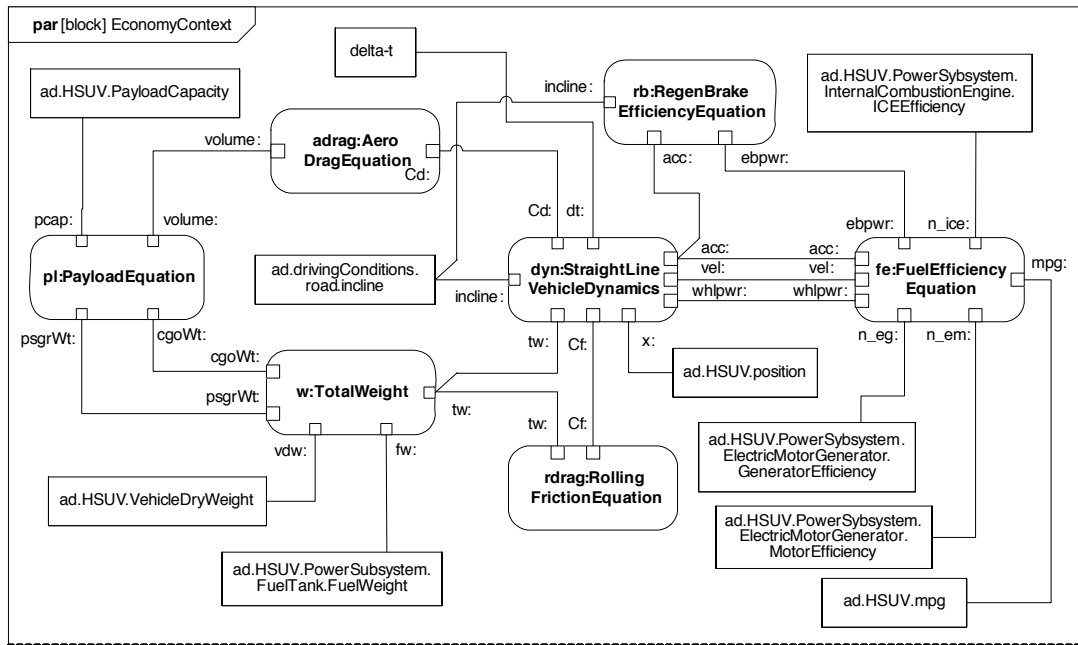 par [block] EconomyContext
delta-t
ad.HSUV.PayloadCapacity
incline:
rb:RegenBrake
EfficiencyEquation
ad.HSUV.PowerSybsystem.
InternalCombustionEngine.
ICEEfficiency
volume:
adrag:Aero
DragEquation
Cd:
acc:
ebpwr:
pcap:
volume:
Cd:
dt:
ebpwr:
n_ice:
pl:PayloadEquation
ad.drivingConditions.
road.incline
incline:
dyn:StraightLine
VehicleDynamics
acc:
vel:
whlpwr:
acc:
vel:
whlpwr:
fe:FuelEfficiency
Equation
mpg:
psgrWt:
cgoWt:
tw:
Cf:
x:
n_eg:
n_em:
cgoWt:
psgrWt:
w:TotalWeight
tw:
ad.HSUV.position
vdw:
fw:
tw:
Cf:
ad.HSUV.PowerSybsystem.
ElectricMotorGenerator.
GeneratorEfficiency
ad.HSUV.VehicleDryWeight
rdrag:Rolling
FrictionEquation
ad.HSUV.PowerSybsystem.
ElectricMotorGenerator.
MotorEfficiency
ad.HSUV.PowerSubsystem.
FuelTank.FuelWeight
ad.HSUV.mpg